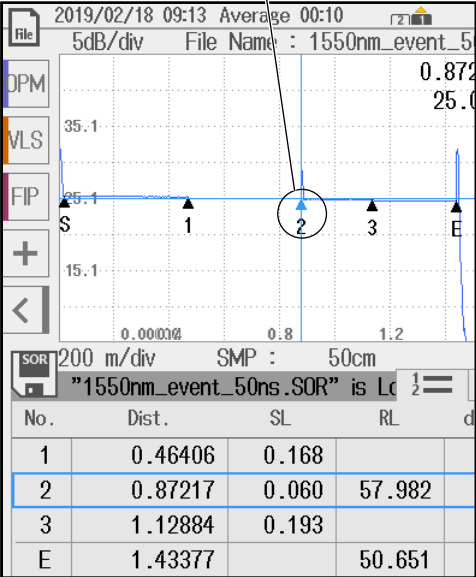 2019/02/18 09:13 Average 00:10 2 1
File 5dB/div File Name : 1550nm_event_5
0.872
OPM 25.0
35.1
VLS
FIP 25.1
S 1 2 3 E
+
15.1
<
0.8 1.2
SOR 200 m/div SMP : 50cm
"1550nm_event_50ns.SOR" is Lo
No. Dist. SL RL d
1 0.46406 0.168
2 0.87217 0.060 57.982
3 1.12884 0.193
E 1.43377 50.651